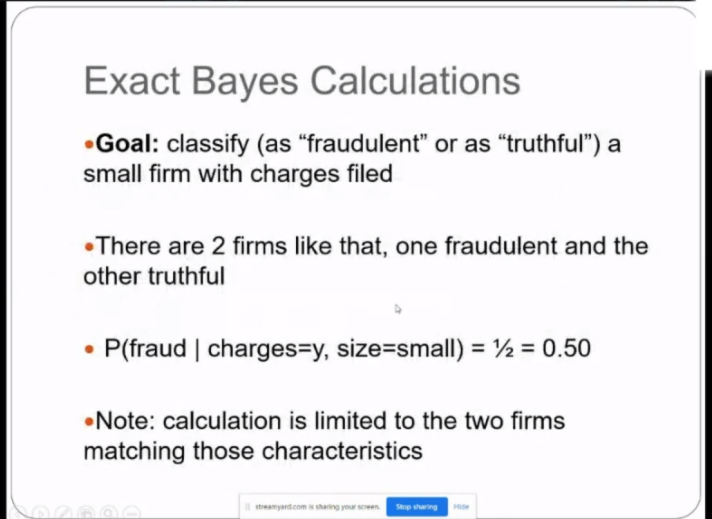 Exact Bayes Calculations
•Goal: classify (as “fraudulent” or as “truthful”) a
small firm with charges filed
•There are 2 firms like that, one fraudulent and the
other truthful
• P(fraud | charges=y, size=small) = ½ = 0.50
•Note: calculation is limited to the two firms
matching those characteristics
streamyard.com is sharing your screen. Stop sharing Hide